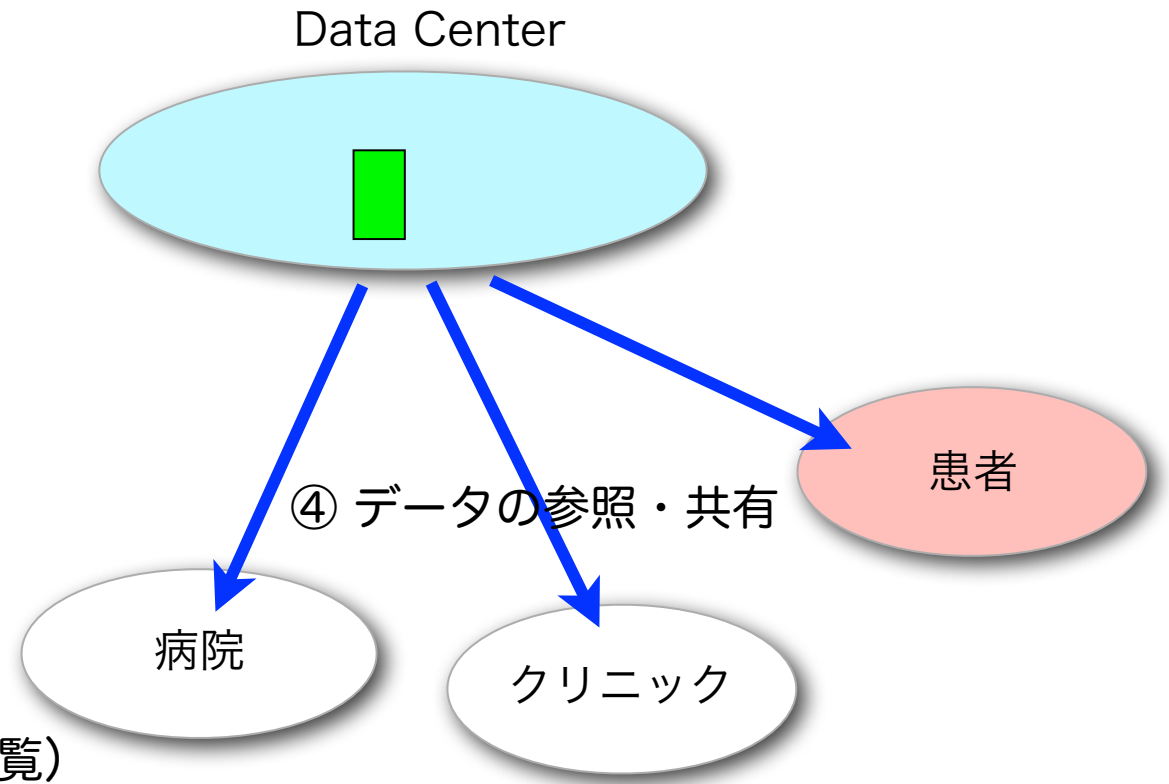 Data Center
患者
④ データの参照・共有
病院
クリニック
覧）